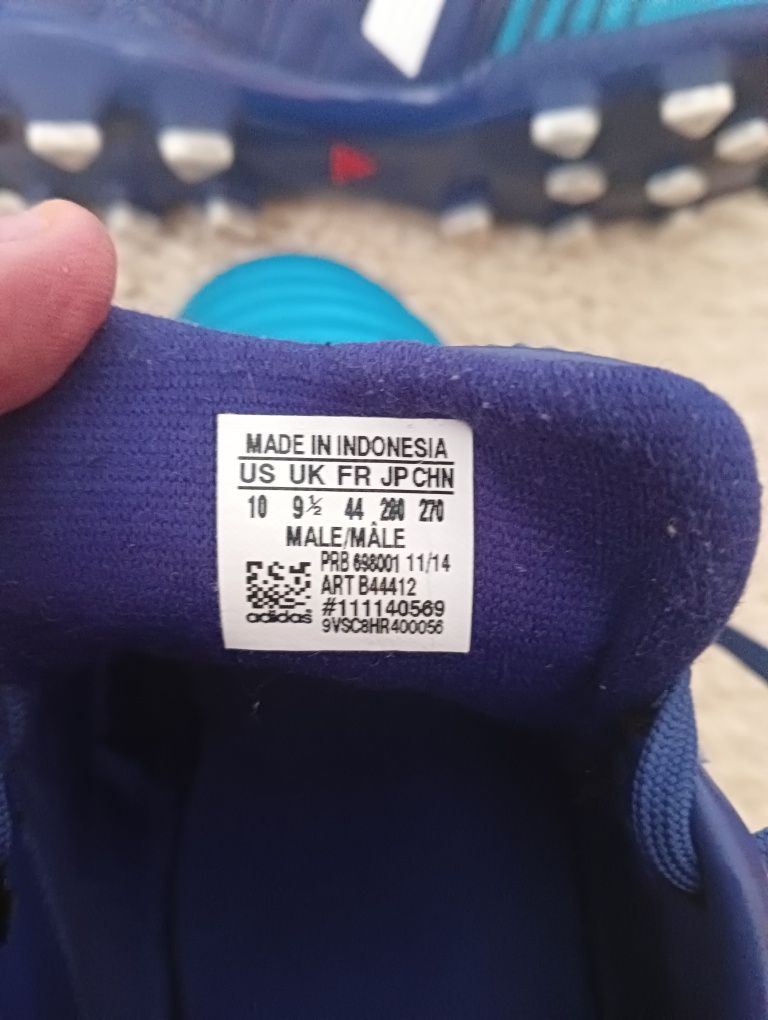 MADE IN INDONESIA
US UK FR JP CHN
10 9½ 44 280 270
MALE/MÂLE
PRB 698001 11/14
ART B44412
#111140569
adidas 9VSC8HR400056